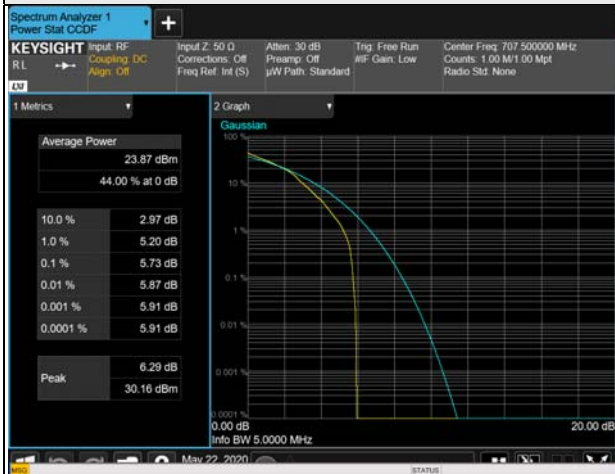 Spectrum Analyzer 1
Power Stat CCDF
KEYSIGHT
RL
LXI
Input: RF
Coupling: DC
Align: Off
Input Z: 50 Ω
Corrections: Off
Freq Ref: Int (S)
Atten: 30 dB
Preamp: Off
µW Path: Standard
Trig: Free Run
#IF Gain: Low
Center Freq: 707.500000 MHz
Counts: 1.00 M/1.00 Mpt
Radio Std: None
1 Metrics
Average Power
23.87 dBm
44.00 % at 0 dB
10.0 % 2.97 dB
1.0 % 5.20 dB
0.1 % 5.73 dB
0.01 % 5.87 dB
0.001 % 5.91 dB
0.0001 % 5.91 dB
Peak
6.29 dB
30.16 dBm
2 Graph
Gaussian
100 %
10 %
1 %
0.1 %
0.01 %
0.001 %
0.0001 %
0.00 dB
20.00 dB
Info BW 5.0000 MHz
May 22, 2020
MSG
STATUS